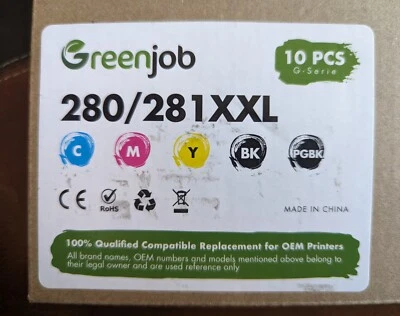 Greenjob
10 PCS
G-Serie
280/281XXL
C M Y BK PGBK
CE RoHS
MADE IN CHINA
100% Qualified Compatible Replacement for OEM Printers
All brand names, OEM numbers and models mentioned above belong to
their legal owner and are used reference only